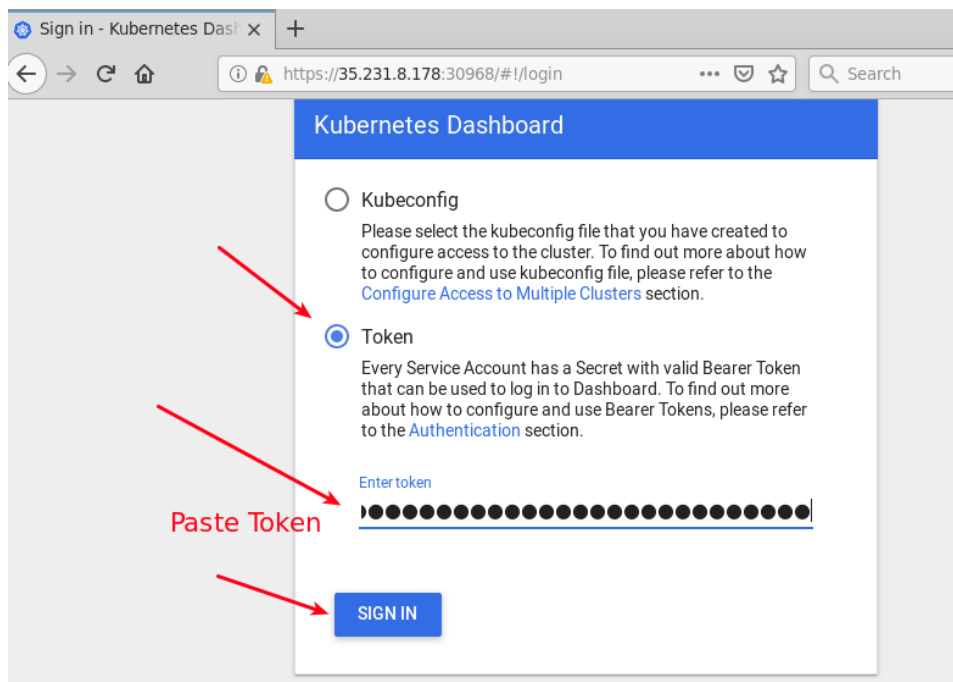 Sign in - Kubernetes Dash
https://35.231.8.178:30968/#!/login
Search
Kubernetes Dashboard
Kubeconfig
Please select the kubeconfig file that you have created to
configure access to the cluster. To find out more about how
to configure and use kubeconfig file, please refer to the
Configure Access to Multiple Clusters section.
Token
Every Service Account has a Secret with valid Bearer Token
that can be used to log in to Dashboard. To find out more
about how to configure and use Bearer Tokens, please refer
to the Authentication section.
Enter token
Paste Token
SIGN IN